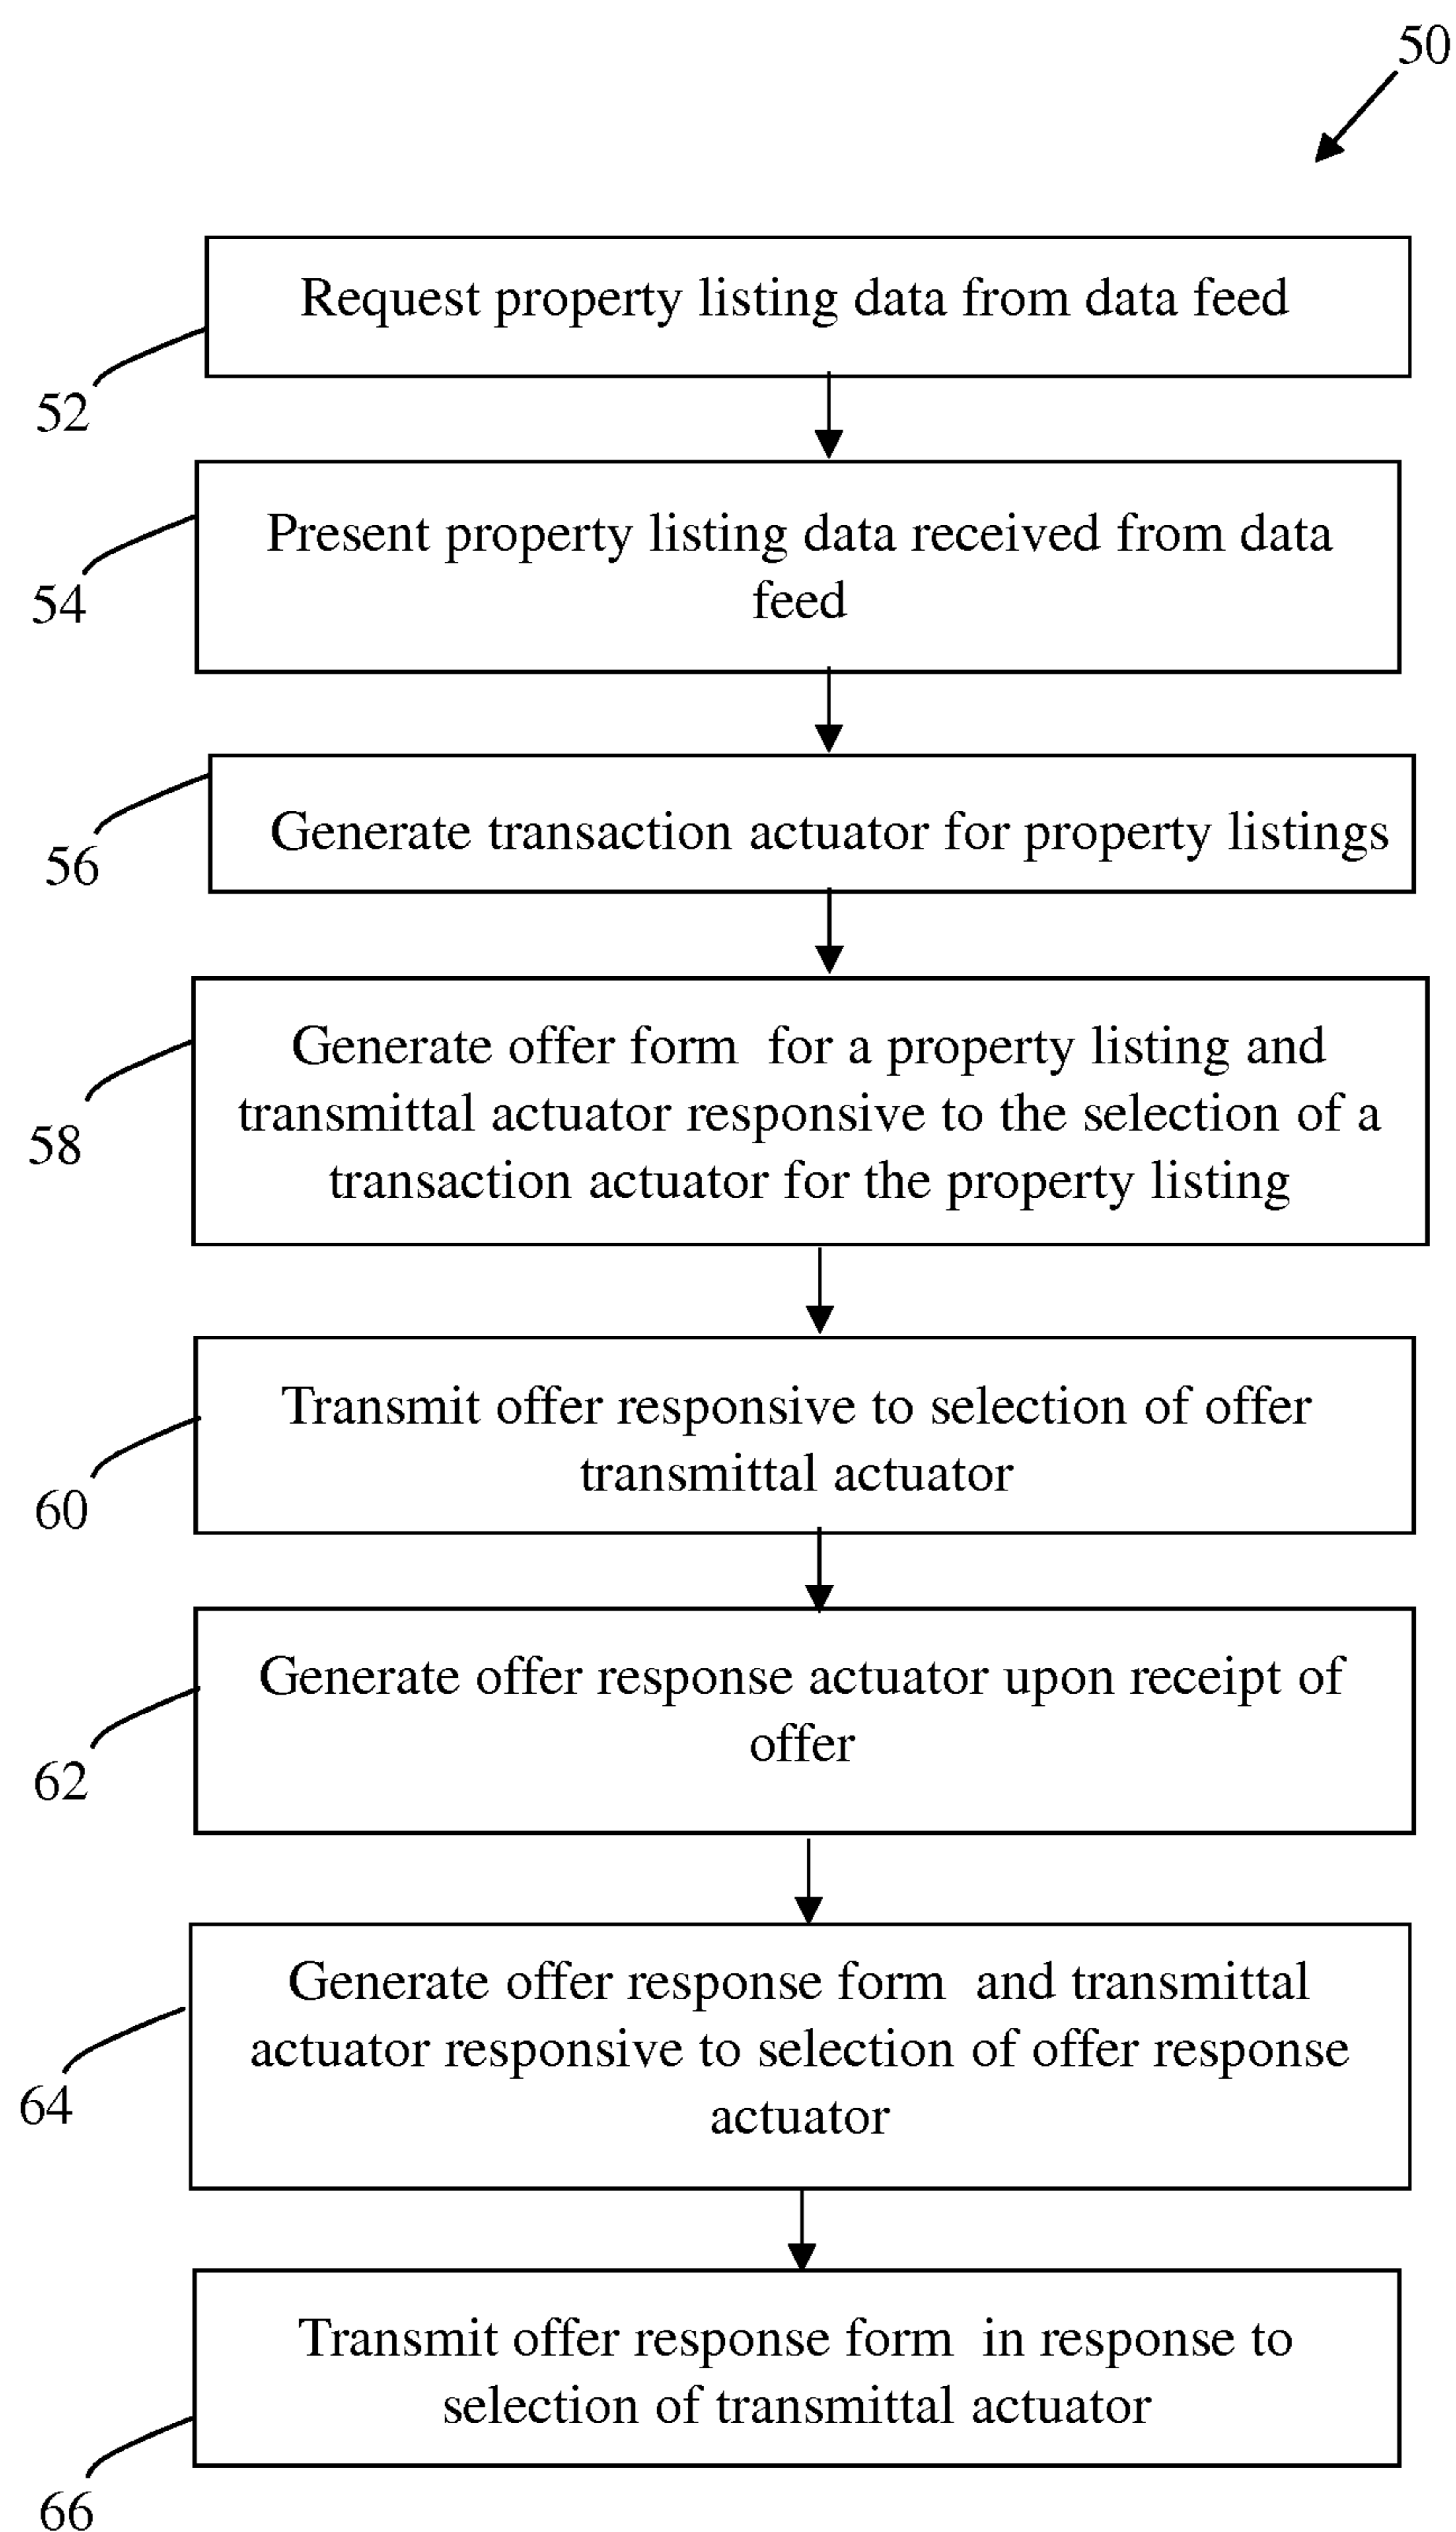 50
Request property listing data from data feed
52
Present property listing data received from data
feed
54
Generate transaction actuator for property listings
56
Generate offer form for a property listing and
transmittal actuator responsive to the selection of a
transaction actuator for the property listing
58
Transmit offer responsive to selection of offer
transmittal actuator
60
Generate offer response actuator upon receipt of
offer
62
Generate offer response form and transmittal
actuator responsive to selection of offer response
actuator
64
Transmit offer response form in response to
selection of transmittal actuator
66